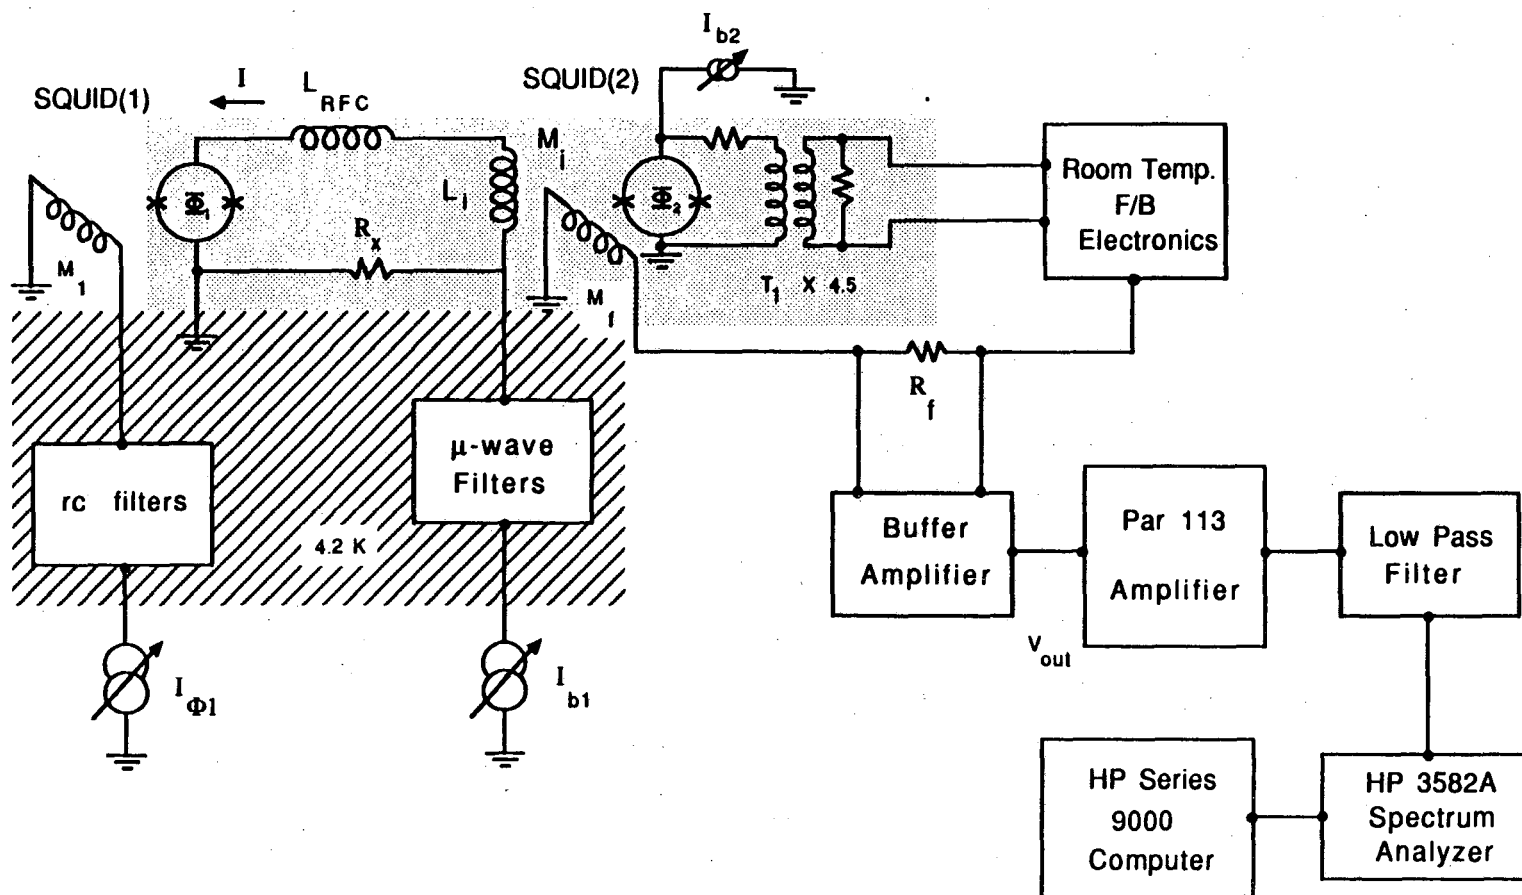 I b2
SQUID(1)
I
L RFC
SQUID(2)
M i
L i
Φ1
Φ2
R x
M 1
M f
T1 X 4.5
Room Temp.
F/B
Electronics
R f
rc filters
μ-wave
Filters
4.2 K
Buffer
Amplifier
Par 113
Amplifier
Low Pass
Filter
V out
I Φ1
I b1
HP Series
9000
Computer
HP 3582A
Spectrum
Analyzer